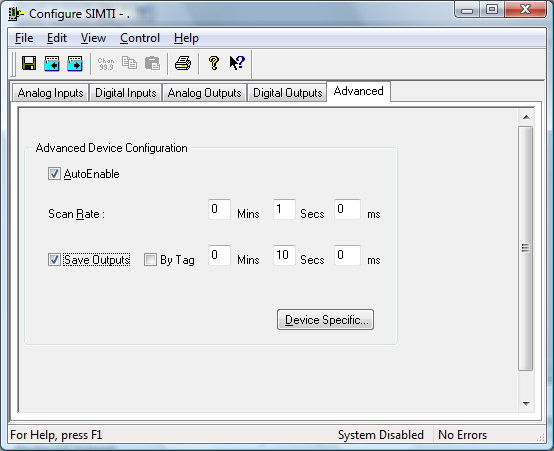 Configure SIMTI - .
File Edit View Control Help
Chan 99.9
Analog Inputs Digital Inputs Analog Outputs Digital Outputs Advanced
Advanced Device Configuration
AutoEnable
Scan Rate : 0 Mins 1 Secs 0 ms
Save Outputs By Tag 0 Mins 10 Secs 0 ms
Device Specific...
For Help, press F1 System Disabled No Errors